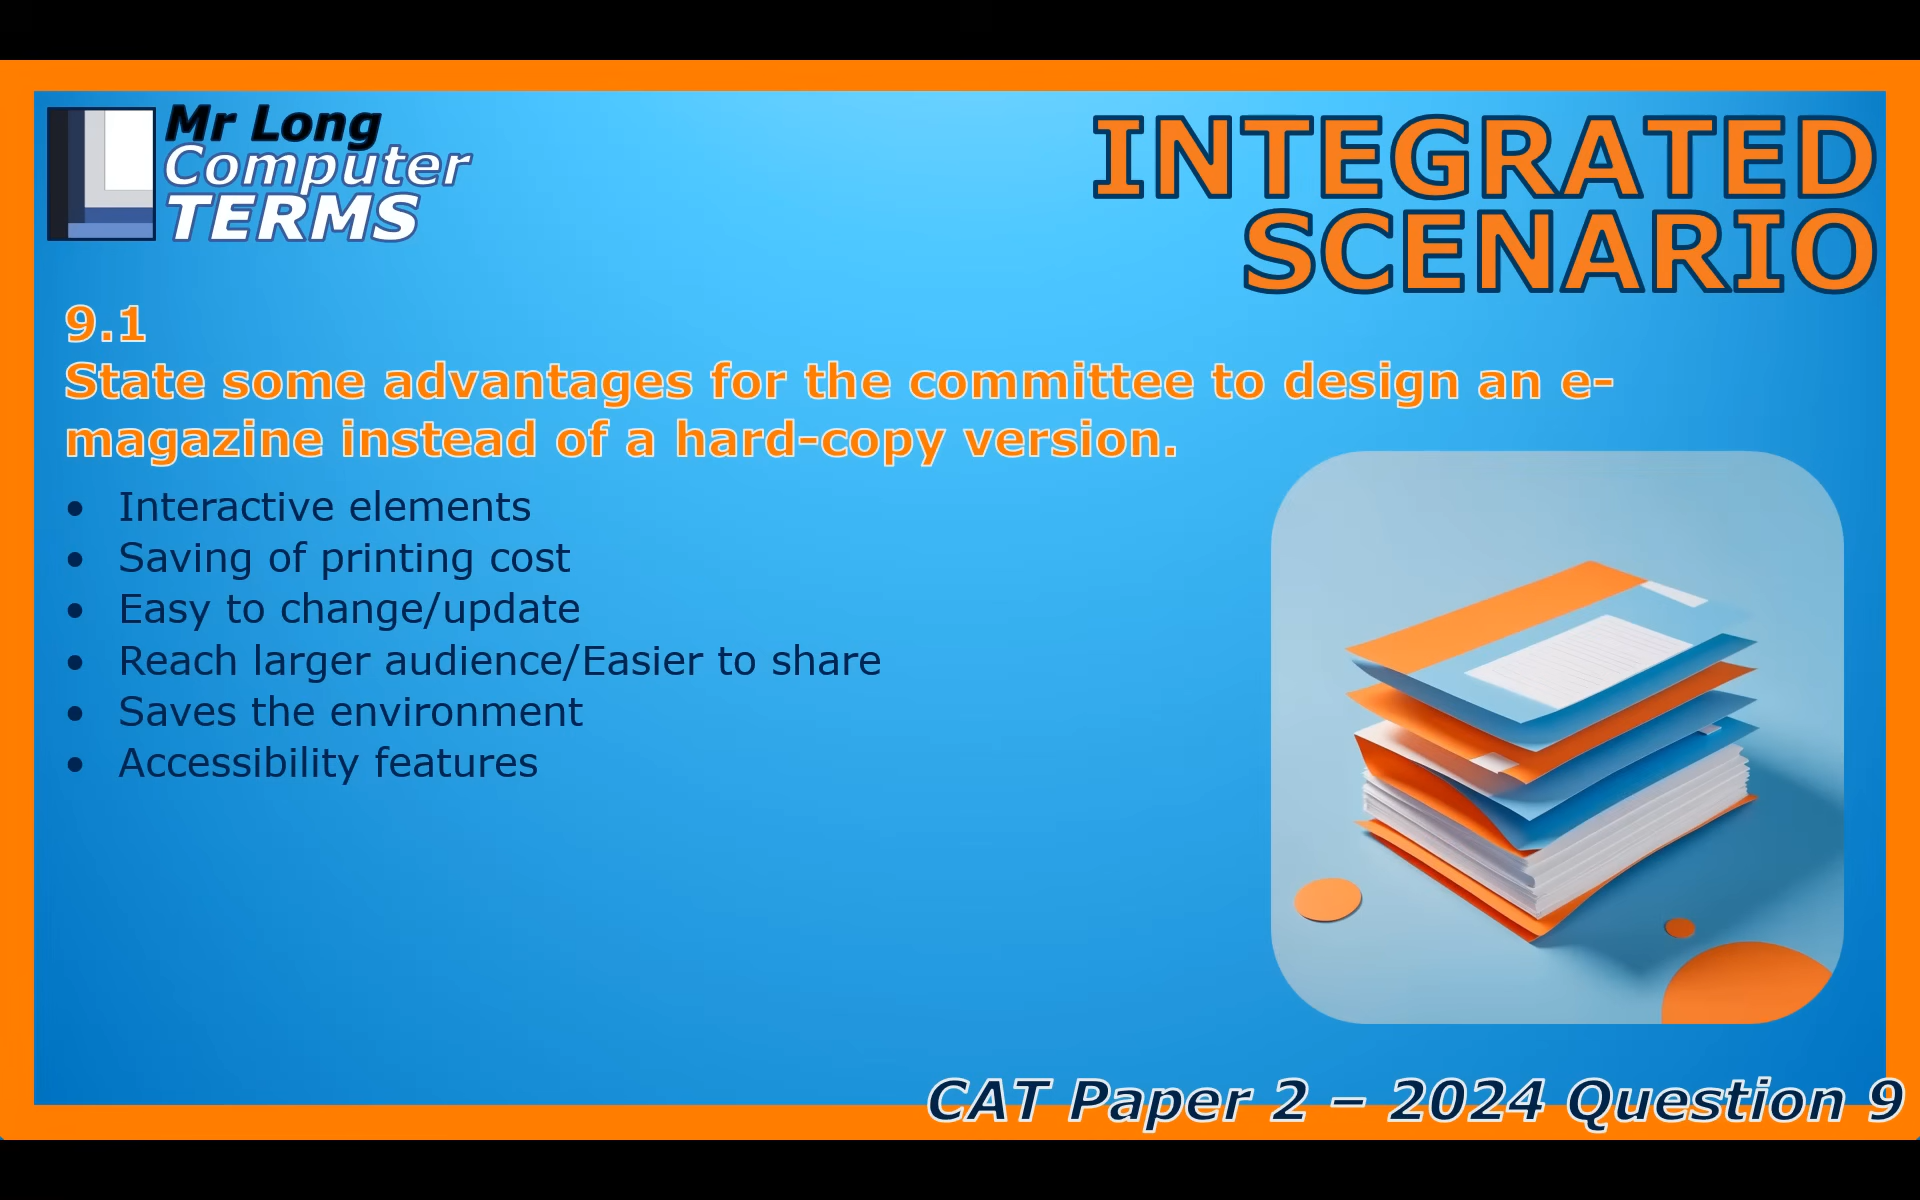 Mr Long
Computer
TERMS
INTEGRATED
SCENARIO
9.1
State some advantages for the committee to design an e-
magazine instead of a hard-copy version.
• Interactive elements
• Saving of printing cost
• Easy to change/update
• Reach larger audience/Easier to share
• Saves the environment
• Accessibility features
CAT Paper 2 – 2024 Question 9